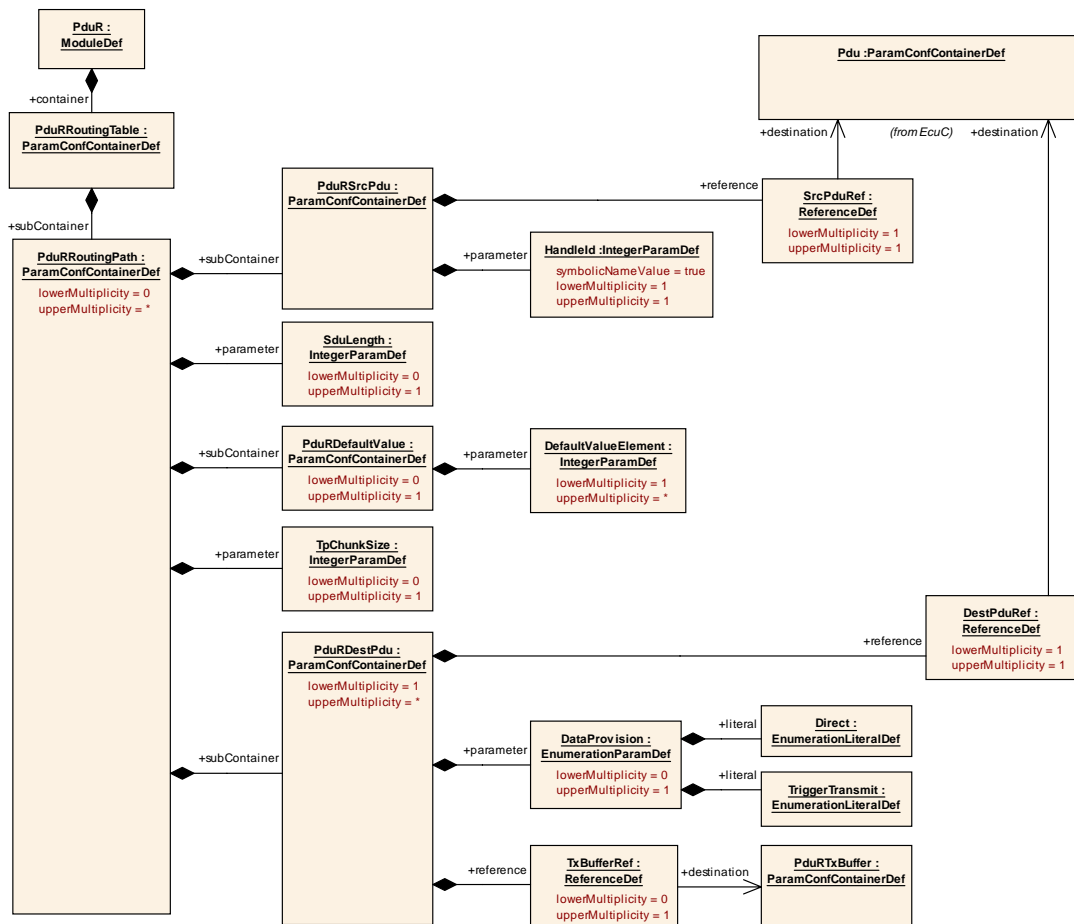 PduR :
ModuleDef
+container
PduRRoutingTable :
ParamConfContainerDef
+subContainer
PduRRoutingPath :
ParamConfContainerDef
lowerMultiplicity = 0
upperMultiplicity = *
Pdu :ParamConfContainerDef
+destination
(from EcuC)
+destination
+subContainer
PduRSrcPdu :
ParamConfContainerDef
+reference
SrcPduRef :
ReferenceDef
lowerMultiplicity = 1
upperMultiplicity = 1
+parameter
HandleId :IntegerParamDef
symbolicNameValue = true
lowerMultiplicity = 1
upperMultiplicity = 1
+parameter
SduLength :
IntegerParamDef
lowerMultiplicity = 0
upperMultiplicity = 1
+subContainer
PduRDefaultValue :
ParamConfContainerDef
lowerMultiplicity = 0
upperMultiplicity = 1
+parameter
DefaultValueElement :
IntegerParamDef
lowerMultiplicity = 1
upperMultiplicity = *
+parameter
TpChunkSize :
IntegerParamDef
lowerMultiplicity = 0
upperMultiplicity = 1
+subContainer
PduRDestPdu :
ParamConfContainerDef
lowerMultiplicity = 1
upperMultiplicity = *
+reference
DestPduRef :
ReferenceDef
lowerMultiplicity = 1
upperMultiplicity = 1
+parameter
DataProvision :
EnumerationParamDef
lowerMultiplicity = 0
upperMultiplicity = 1
+literal
Direct :
EnumerationLiteralDef
+literal
TriggerTransmit :
EnumerationLiteralDef
+reference
TxBufferRef :
ReferenceDef
lowerMultiplicity = 0
upperMultiplicity = 1
+destination
PduRTxBuffer :
ParamConfContainerDef